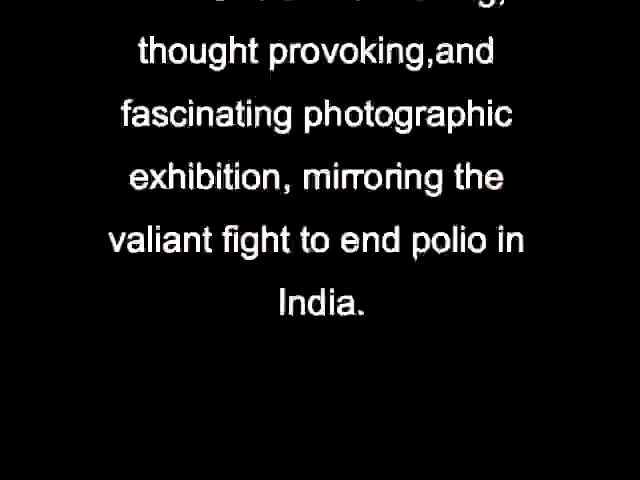 thought provoking,and
fascinating photographic
exhibition, mirroring the
valiant fight to end polio in
India.